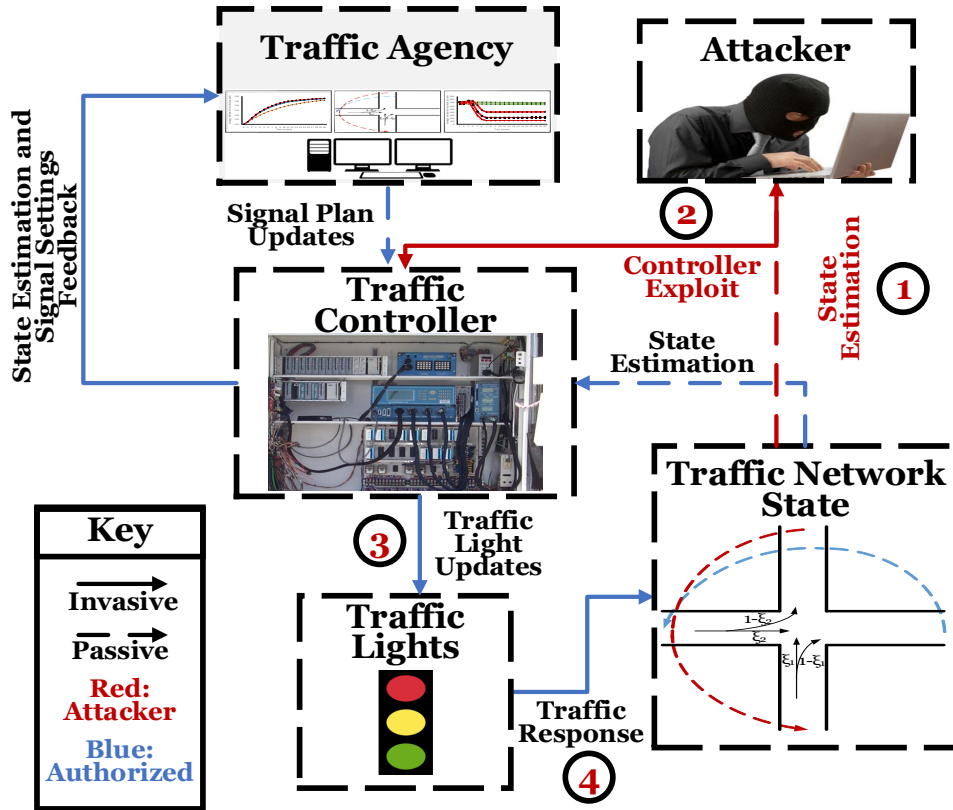 Traffic Agency
Attacker
State Estimation and
Signal Settings
Feedback
Signal Plan
Updates
2
Controller
Exploit
State
Estimation
1
Traffic
Controller
State
Estimation
Traffic Network
State
1-ξ₂
ξ₂
ξ₁
1-ξ₁
3
Traffic
Light
Updates
Traffic
Lights
Traffic
Response
4
Key
Invasive
Passive
Red:
Attacker
Blue:
Authorized